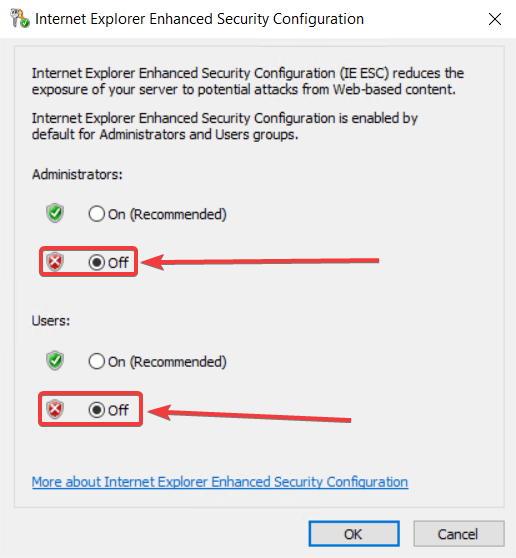 Internet Explorer Enhanced Security Configuration
Internet Explorer Enhanced Security Configuration (IE ESC) reduces the
exposure of your server to potential attacks from Web-based content.
Internet Explorer Enhanced Security Configuration is enabled by
default for Administrators and Users groups.
Administrators:
On (Recommended)
Off
Users:
On (Recommended)
Off
More about Internet Explorer Enhanced Security Configuration
OK
Cancel